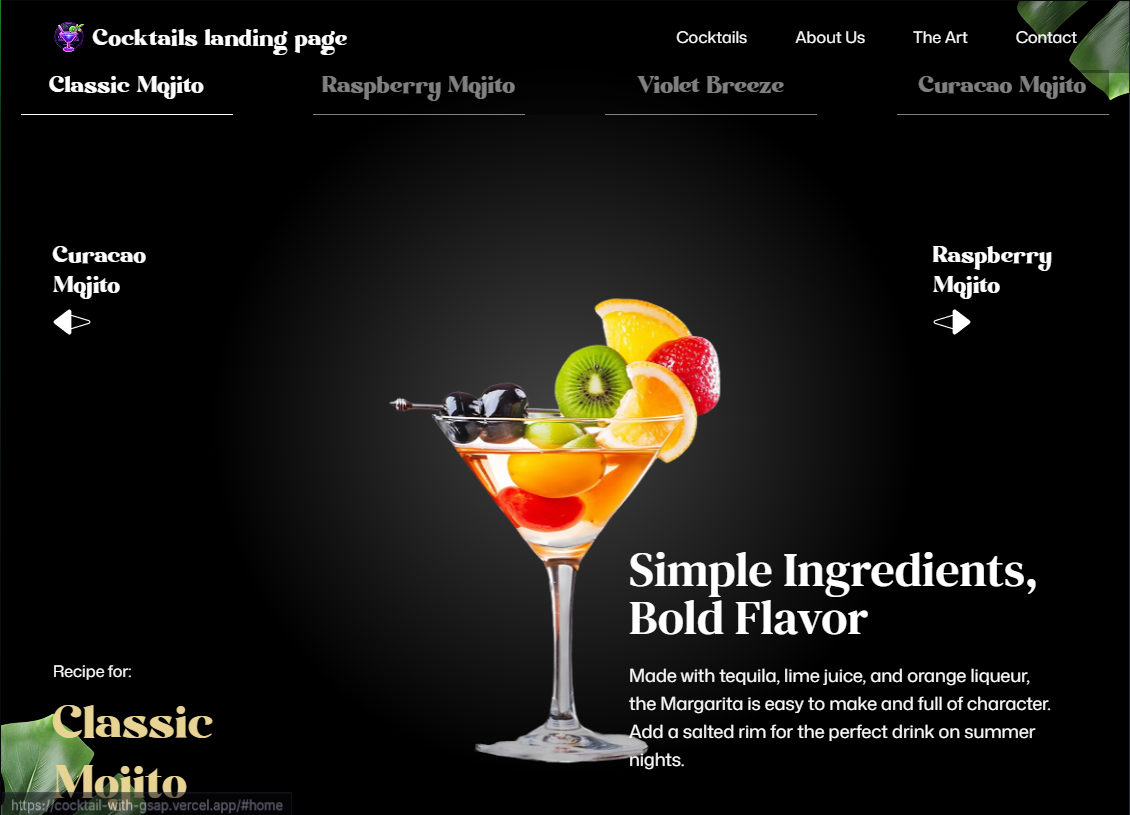 Cocktails landing page
Cocktails
About Us
The Art
Contact
Classic Mojito
Raspberry Mojito
Violet Breeze
Curacao Mojito
Curacao
Mojito
Raspberry
Mojito
Simple Ingredients,
Bold Flavor
Made with tequila, lime juice, and orange liqueur,
the Margarita is easy to make and full of character.
Add a salted rim for the perfect drink on summer
nights.
Recipe for:
Classic
Mojito
https://cocktail-with-gsap.vercel.app/#home